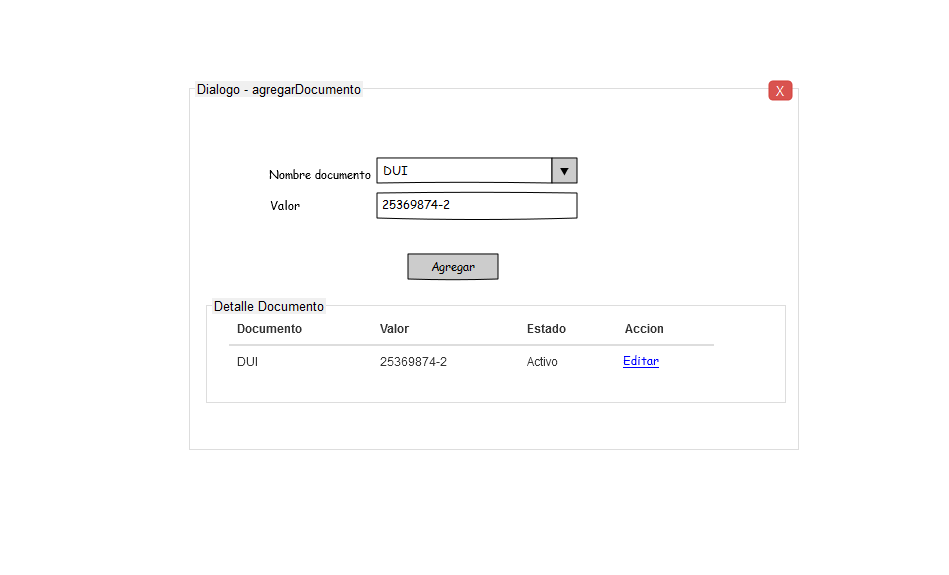 Dialogo - agregarDocumento
X
Nombre documento DUI
Valor 25369874-2
Agregar
Detalle Documento
Documento Valor Estado Accion
DUI 25369874-2 Activo Editar